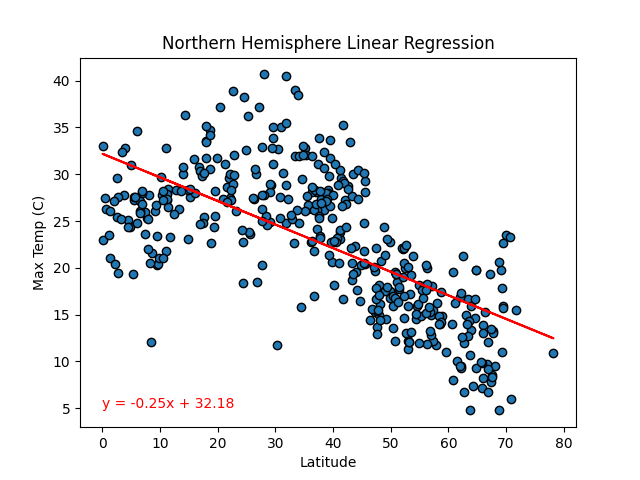 Northern Hemisphere Linear Regression
Max Temp (C)
40
35
30
25
20
15
10
5
y = -0.25x + 32.18
0 10 20 30 40 50 60 70 80
Latitude